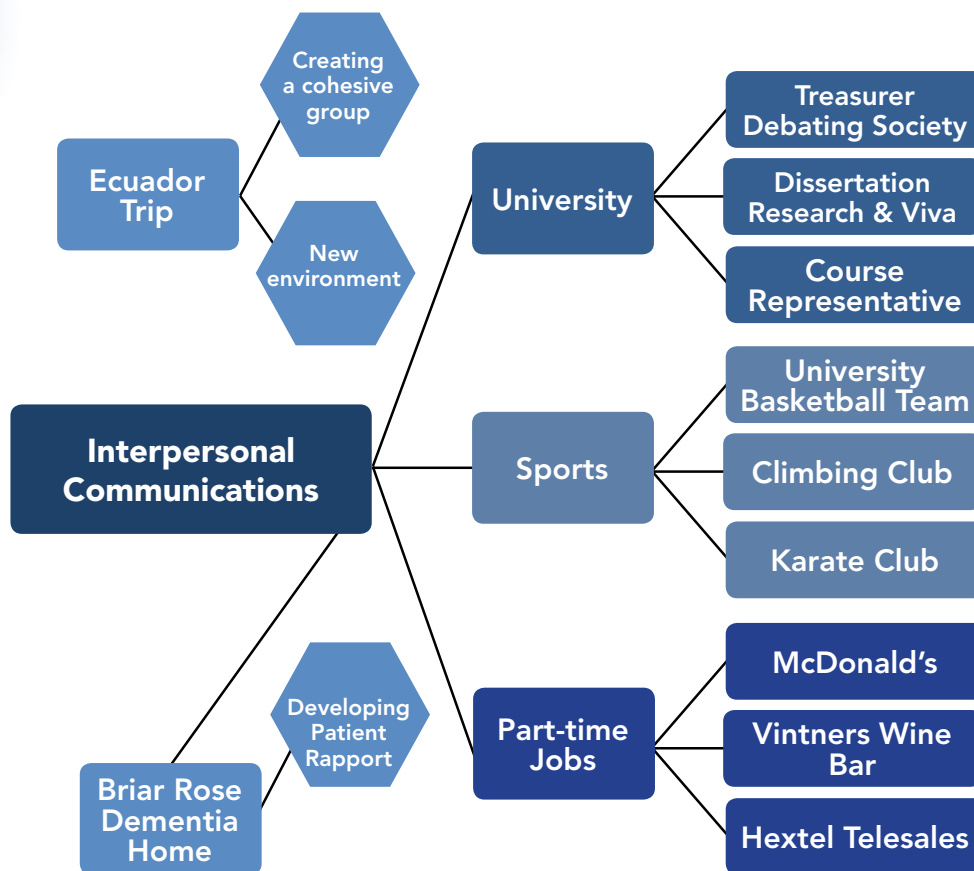 Creating
a cohesive
group
Ecuador
Trip
New
environment
Interpersonal
Communications
Developing
Patient
Rapport
Briar Rose
Dementia
Home
University
Treasurer
Debating Society
Dissertation
Research & Viva
Course
Representative
Sports
University
Basketball Team
Climbing Club
Karate Club
Part-time
Jobs
McDonald’s
Vintners Wine
Bar
Hextel Telesales